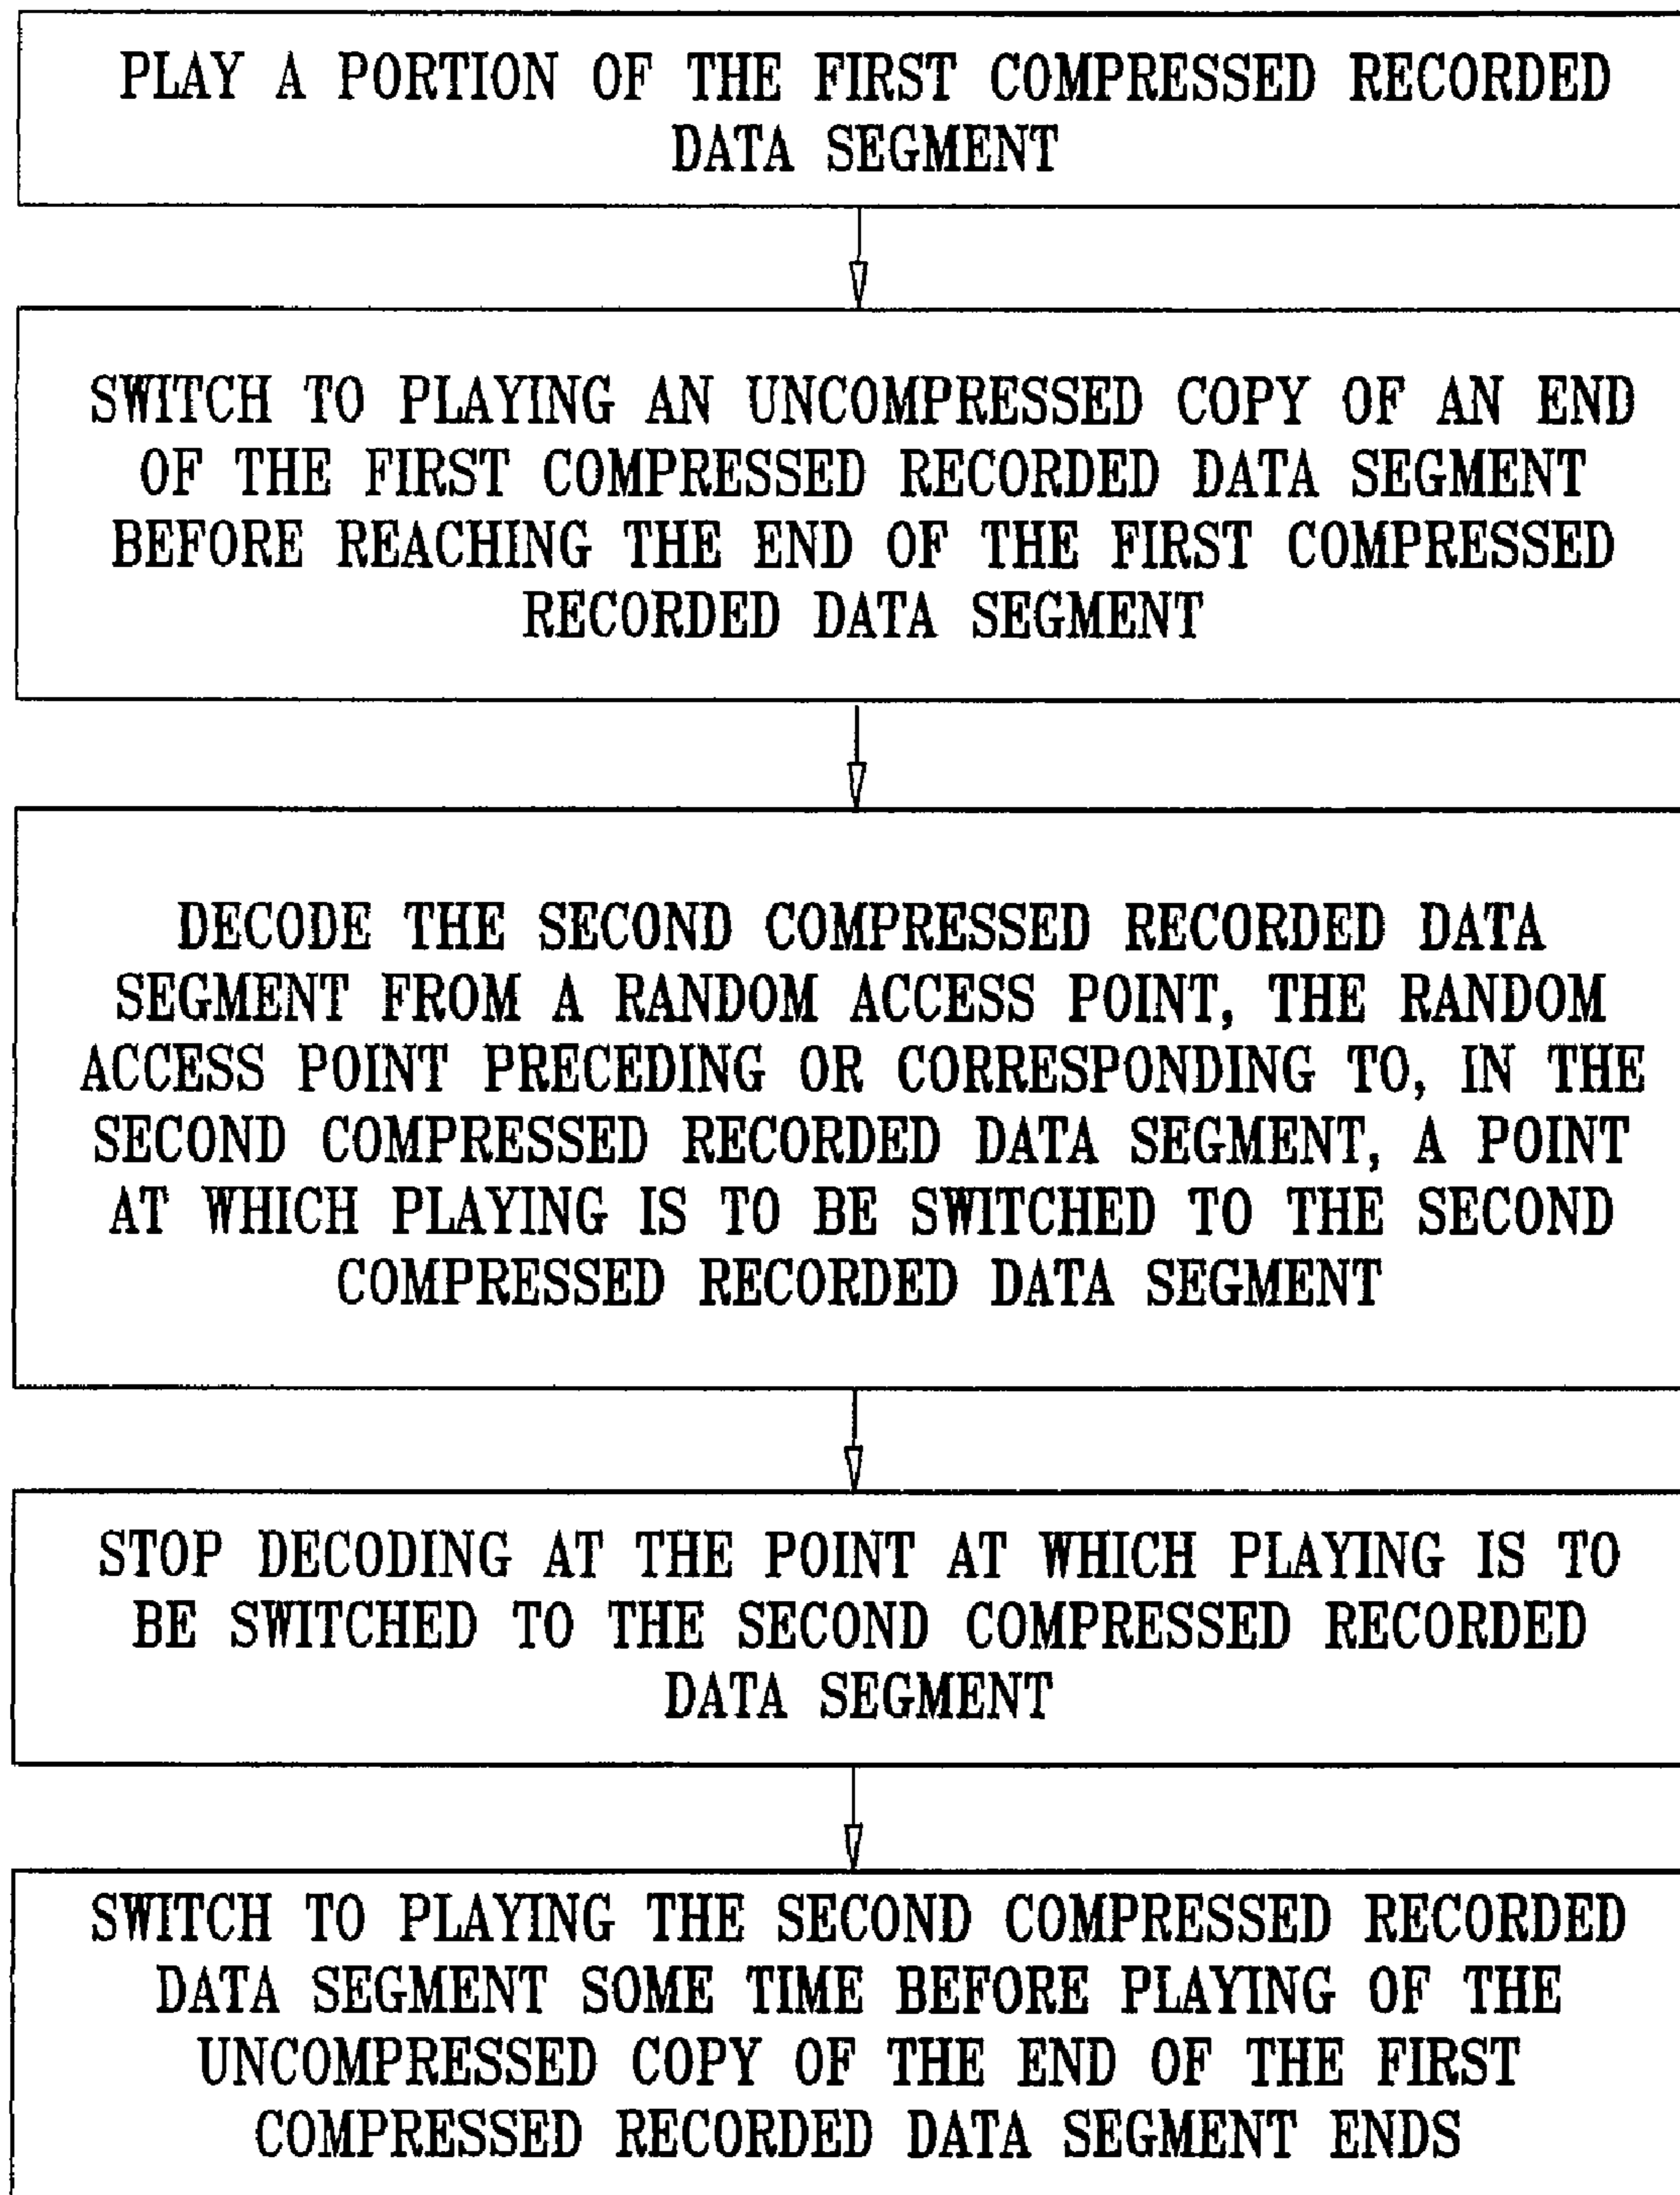 PLAY A PORTION OF THE FIRST COMPRESSED RECORDED
DATA SEGMENT
SWITCH TO PLAYING AN UNCOMPRESSED COPY OF AN END
OF THE FIRST COMPRESSED RECORDED DATA SEGMENT
BEFORE REACHING THE END OF THE FIRST COMPRESSED
RECORDED DATA SEGMENT
DECODE THE SECOND COMPRESSED RECORDED DATA
SEGMENT FROM A RANDOM ACCESS POINT, THE RANDOM
ACCESS POINT PRECEDING OR CORRESPONDING TO, IN THE
SECOND COMPRESSED RECORDED DATA SEGMENT, A POINT
AT WHICH PLAYING IS TO BE SWITCHED TO THE SECOND
COMPRESSED RECORDED DATA SEGMENT
STOP DECODING AT THE POINT AT WHICH PLAYING IS TO
BE SWITCHED TO THE SECOND COMPRESSED RECORDED
DATA SEGMENT
SWITCH TO PLAYING THE SECOND COMPRESSED RECORDED
DATA SEGMENT SOME TIME BEFORE PLAYING OF THE
UNCOMPRESSED COPY OF THE END OF THE FIRST
COMPRESSED RECORDED DATA SEGMENT ENDS